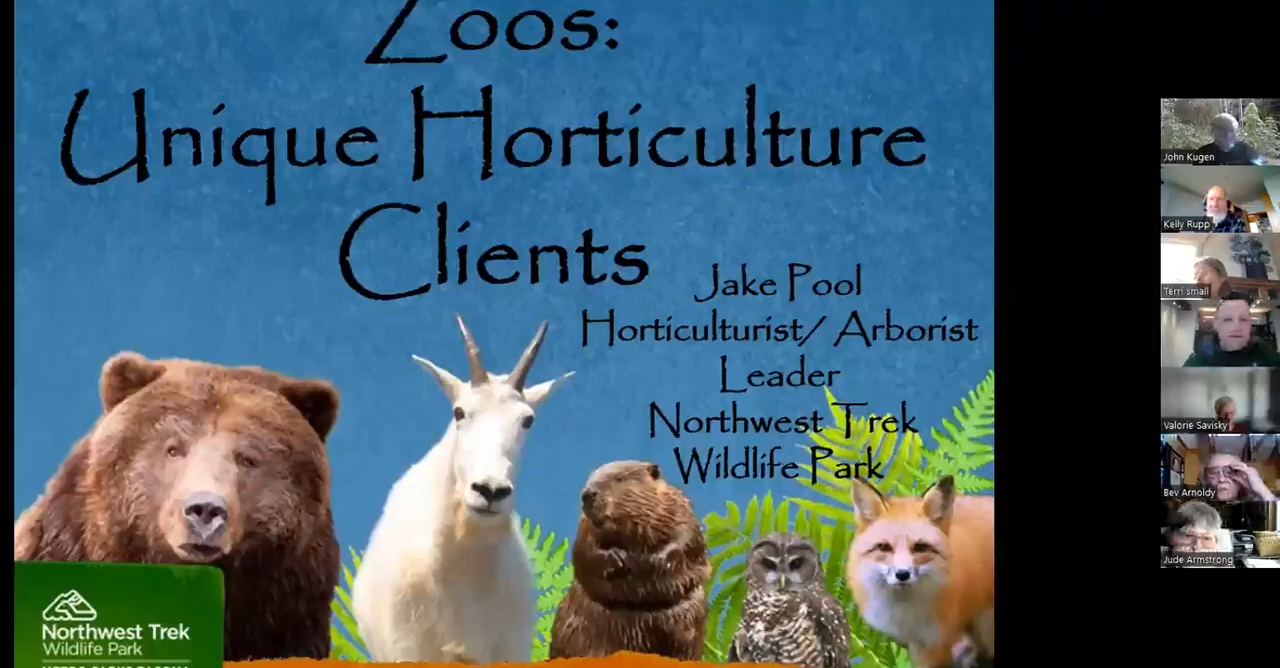 Zoos:
Unique Horticulture
Clients
Jake Pool
Horticulturist/ Arborist
Leader
Northwest Trek
Wildlife Park
Northwest Trek
Wildlife Park
John Kugen
Kelly Rupp
Terri small
Valorie Savisky
Bev Arnoldy
Jude Armstrong